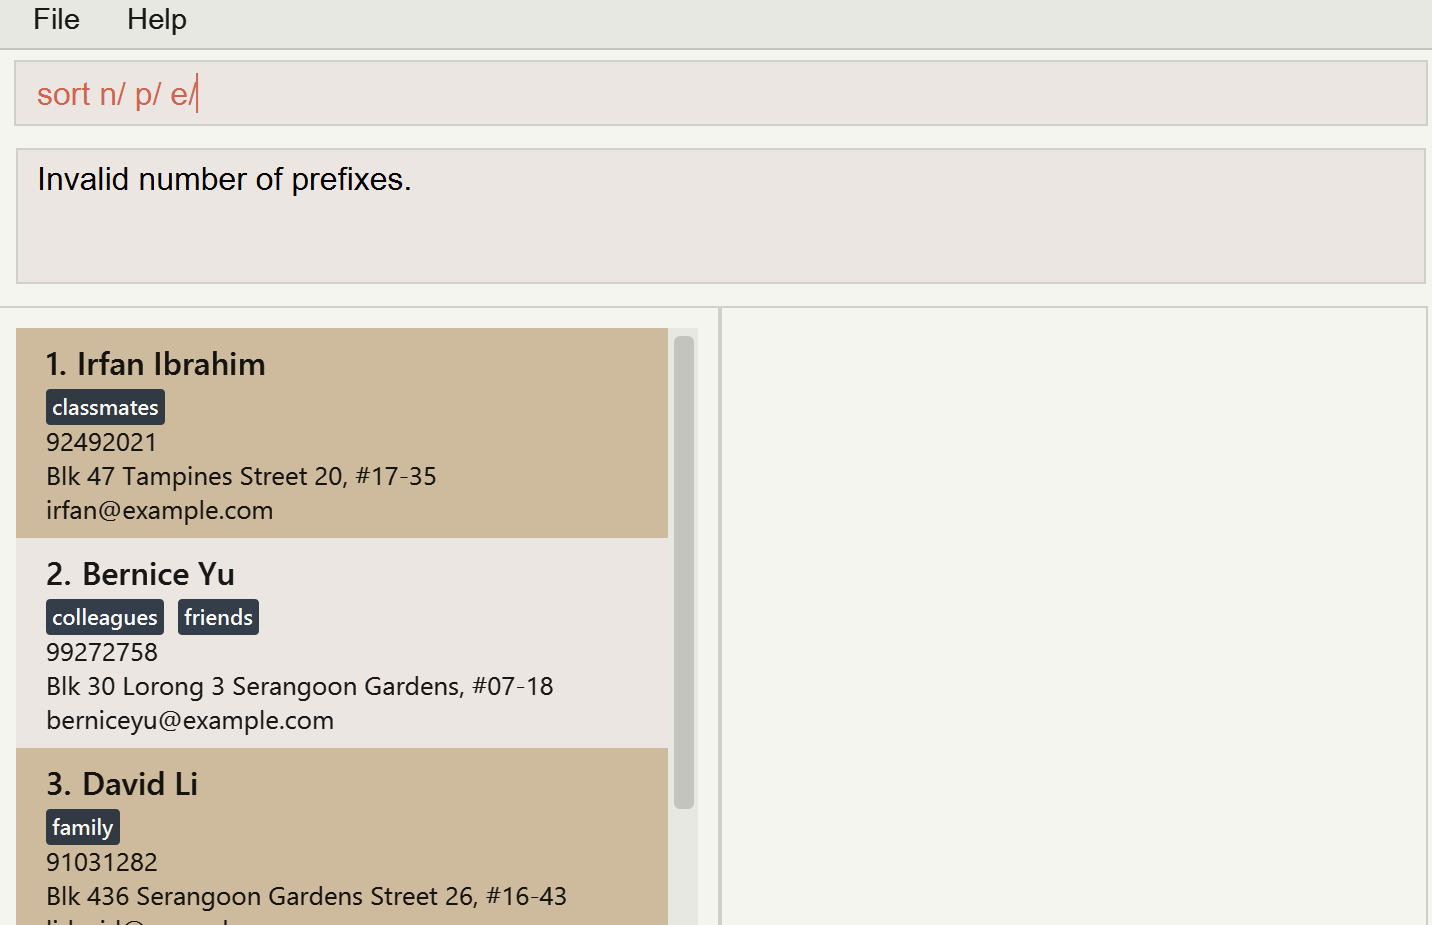 File Help
sort n/ p/ e/
Invalid number of prefixes.
1. Irfan Ibrahim
classmates
92492021
Blk 47 Tampines Street 20, #17-35
irfan@example.com
2. Bernice Yu
colleagues friends
99272758
Blk 30 Lorong 3 Serangoon Gardens, #07-18
berniceyu@example.com
3. David Li
family
91031282
Blk 436 Serangoon Gardens Street 26, #16-43